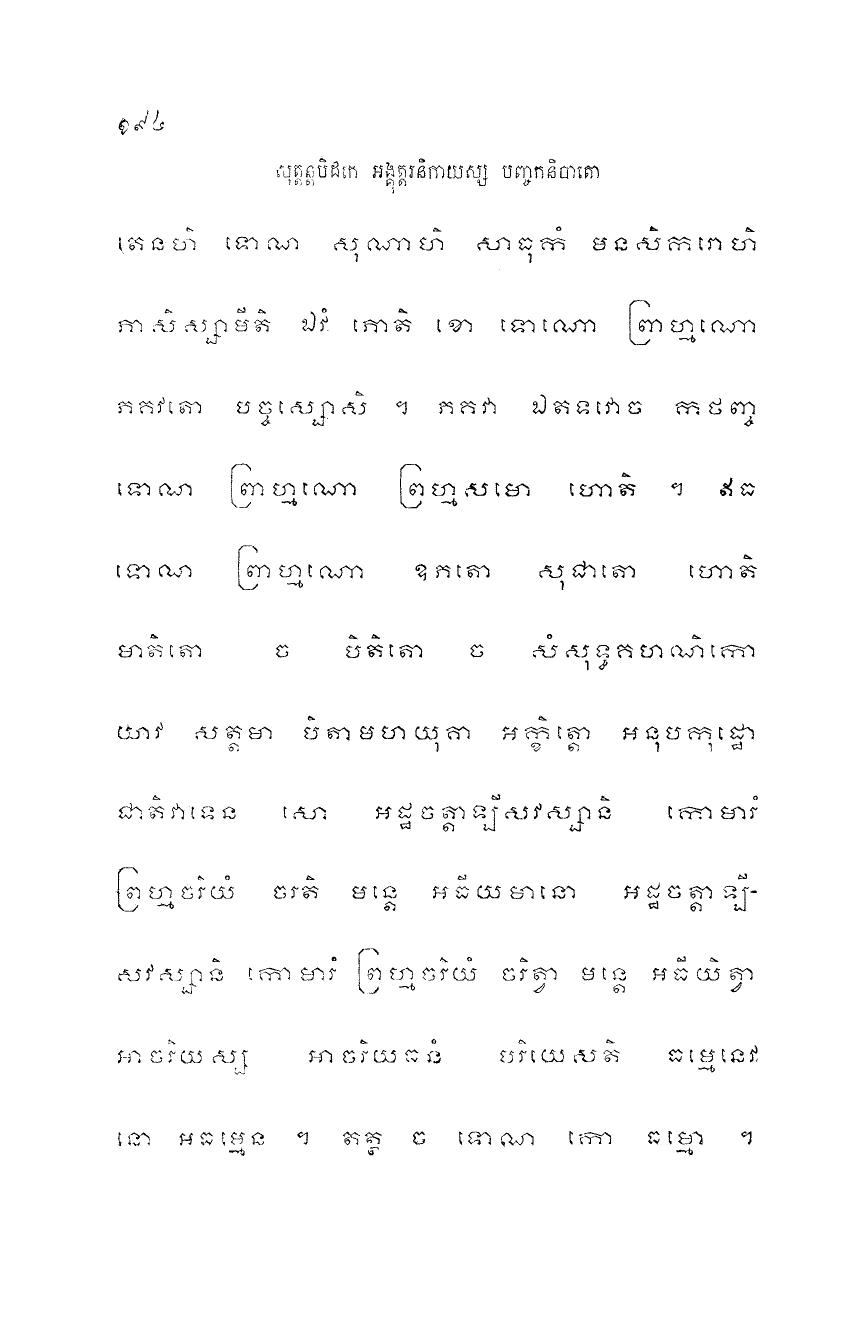 ១៩៤
សុត្តន្តបិដកេ អង្គុត្តរនិកាយស្ស បញ្ចកនិបាតោ
តេនហិ ទោណ សុណាហិ សាធុកំ មនសិករោហិ
ភាសិស្សាមីតិ ឯវំ ភោតិ ខោ ទោណោ ព្រាហ្មណោ
ភគវតោ បច្ចស្សោសិ ។ ភគវា ឯតទវោច កថញ្ច
ទោណ ព្រាហ្មណោ ព្រហ្មសមោ ហោតិ ។ ឥធ
ទោណ ព្រាហ្មណោ ឧភតោ សុជាតោ ហោតិ
មាតិតោ ច បិតិតោ ច សំសុទ្ធគហណិកោ
យាវ សត្តមា បិតាមហយុគា អក្ខិត្តោ អនុបក្កុដ្ឋោ
ជាតិវាទេន សោ អដ្ឋចត្តាឡីសវស្សានិ កោមារំ
ព្រហ្មចរិយំ ចរតិ មន្តេ អធីយមានោ អដ្ឋចត្តាឡី-
សវស្សានិ កោមារំ ព្រហ្មចរិយំ ចរិត្វា មន្តេ អធីយិត្វា
អាចរិយស្ស អាចរិយធនំ បរិយេសតិ ធម្មេនេវ
នោ អធម្មេន ។ តត្ថ ច ទោណ កោ ធម្មោ ។